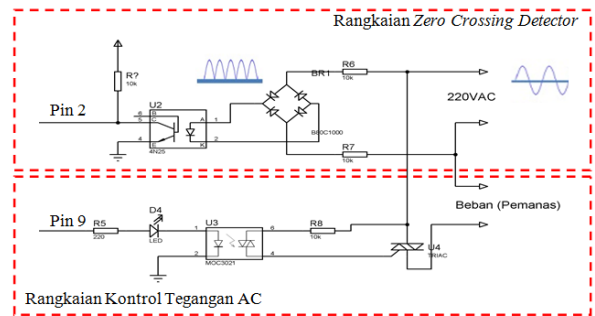 Rangkaian Zero Crossing Detector
R?
10k
Pin 2
U2
6 B
5 C
4 E
A 1
K 2
4N25
BR1
B80C1000
R6
10k
R7
10k
220VAC
Beban (Pemanas)
Pin 9
R5
220
D4
LED
U3
1
2
6
4
MOC3021
R8
10k
U4
TRIAC
Rangkaian Kontrol Tegangan AC